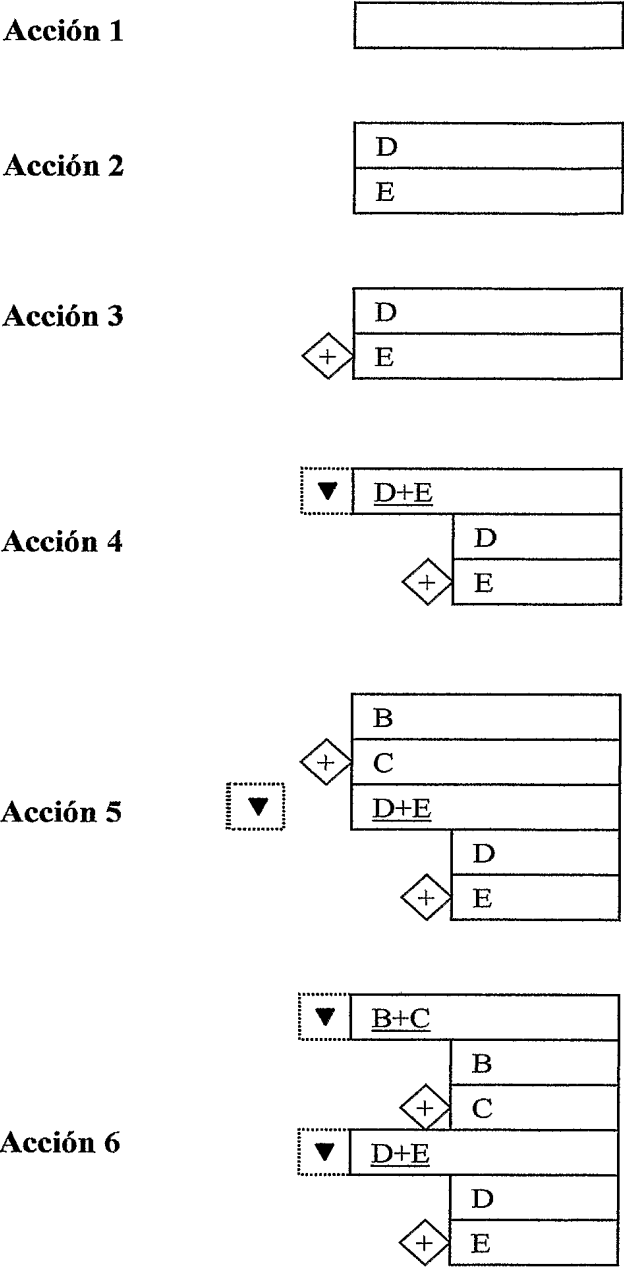 Acción 1
Acción 2
D
E
Acción 3
D
+ E
Acción 4
▼ D+E
D
+ E
Acción 5
B
+ C
▼ D+E
D
+ E
Acción 6
▼ B+C
B
+ C
▼ D+E
D
+ E